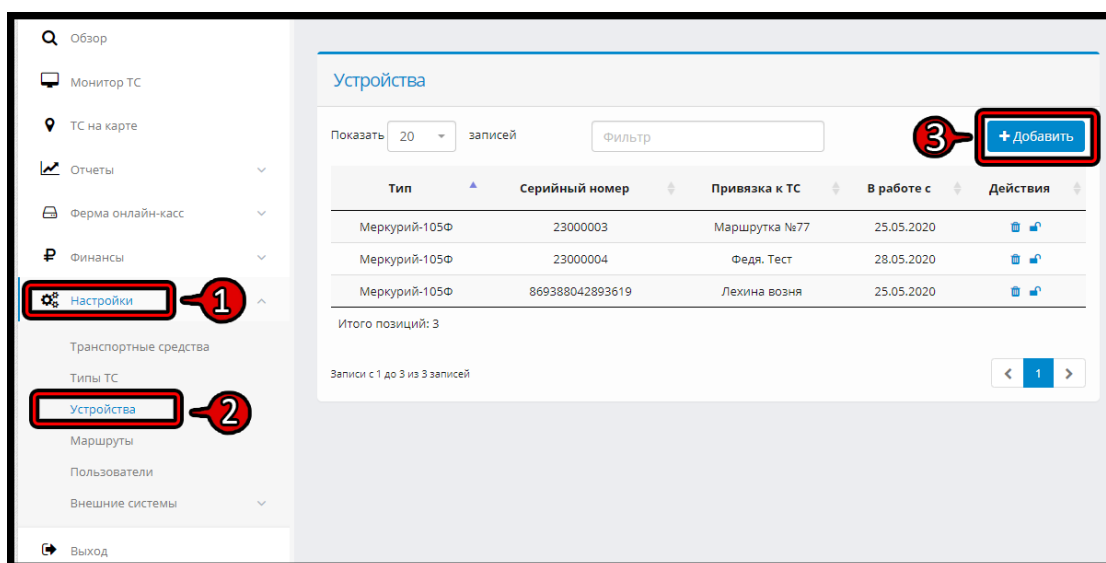 Обзор
Монитор ТС
ТС на карте
Отчеты
Ферма онлайн-касс
Финансы
Настройки
1
Транспортные средства
Типы ТС
Устройства
2
Маршруты
Пользователи
Внешние системы
Выход
Устройства
Показать 20 записей Фильтр 3 + Добавить
Тип Серийный номер Привязка к ТС В работе с Действия
Меркурий-105Ф 23000003 Маршрутка №77 25.05.2020
Меркурий-105Ф 23000004 Федя. Тест 28.05.2020
Меркурий-105Ф 869388042893619 Лехина возня 25.05.2020
Итого позиций: 3
Записи с 1 до 3 из 3 записей < 1 >